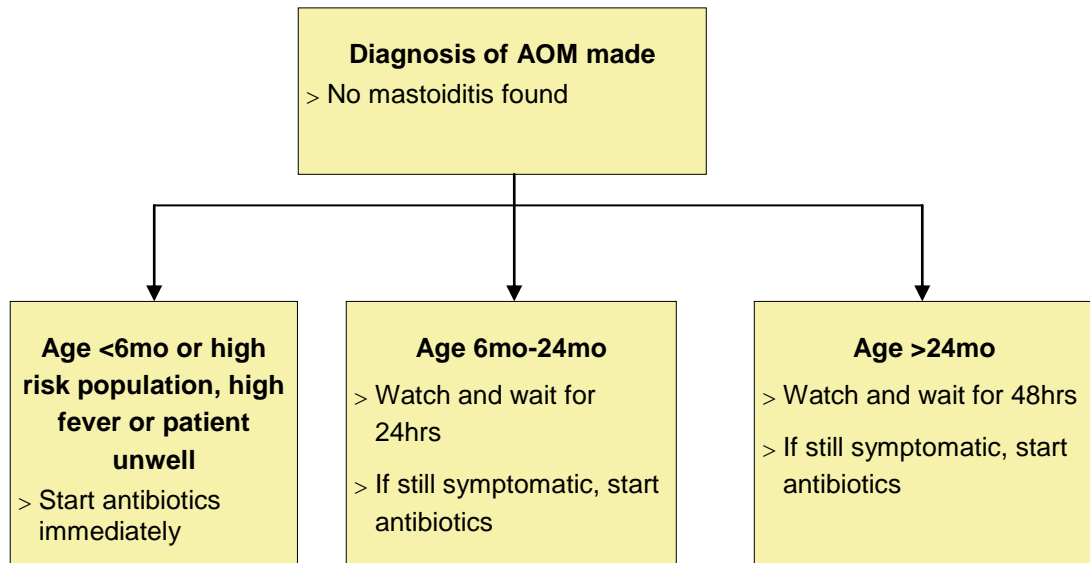 Diagnosis of AOM made
> No mastoiditis found
Age <6mo or high
risk population, high
fever or patient
unwell
> Start antibiotics
immediately
Age 6mo-24mo
> Watch and wait for
24hrs
> If still symptomatic, start
antibiotics
Age >24mo
> Watch and wait for 48hrs
> If still symptomatic, start
antibiotics